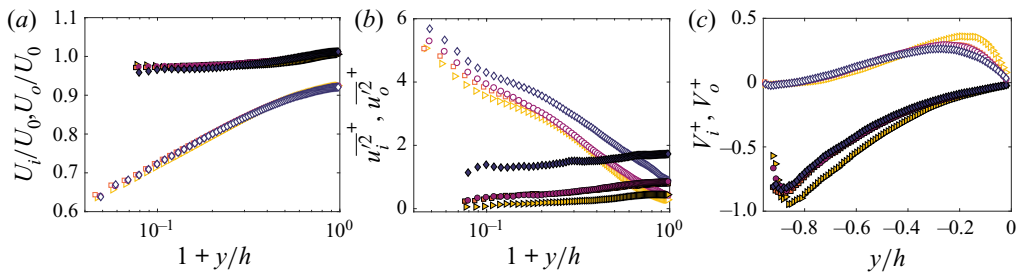 (a)
1.1
1.0
0.9
0.8
0.7
0.6
U_i/U_0, U_o/U_0
10^{-1}
10^0
1 + y/h
(b)
6
4
2
0
\overline{u_i'^2}^+, \overline{u_o'^2}^+
10^{-1}
10^0
1 + y/h
(c)
0.5
0
−0.5
−1.0
V_i^+, V_o^+
−0.8 −0.6 −0.4 −0.2 0
y/h